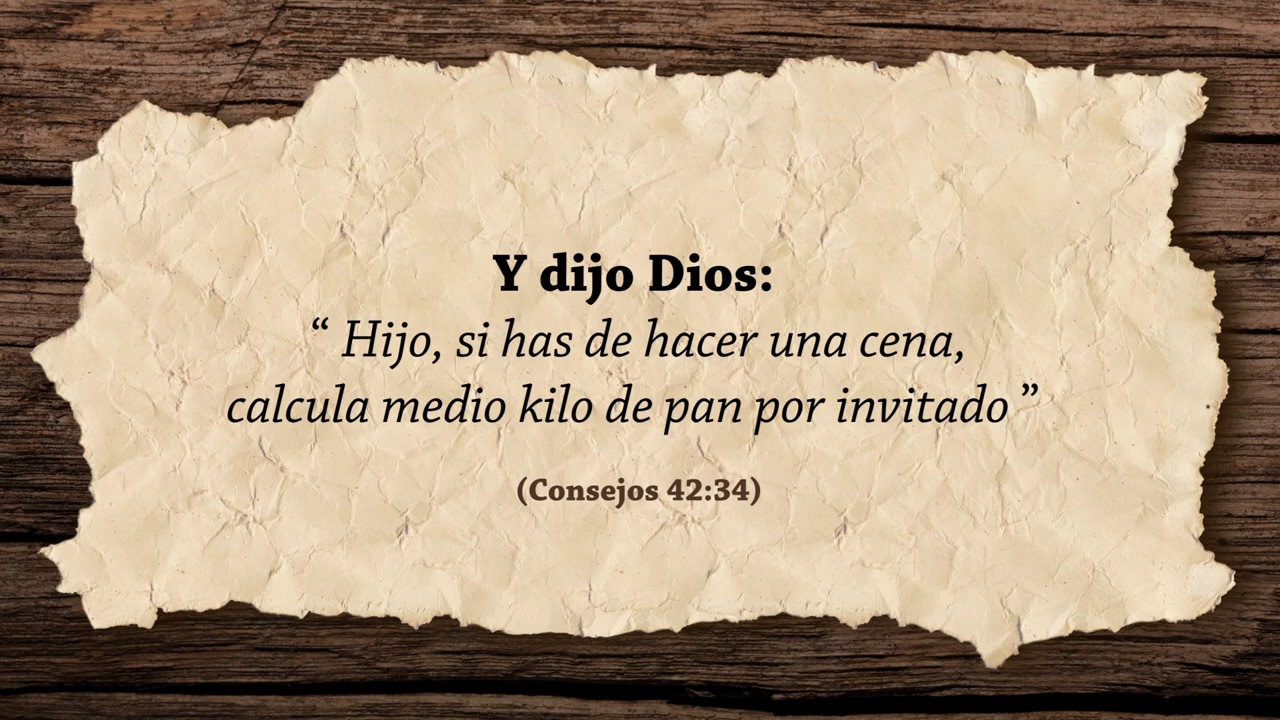 Y dijo Dios:
“ Hijo, si has de hacer una cena,
calcula medio kilo de pan por invitado ”
(Consejos 42:34)